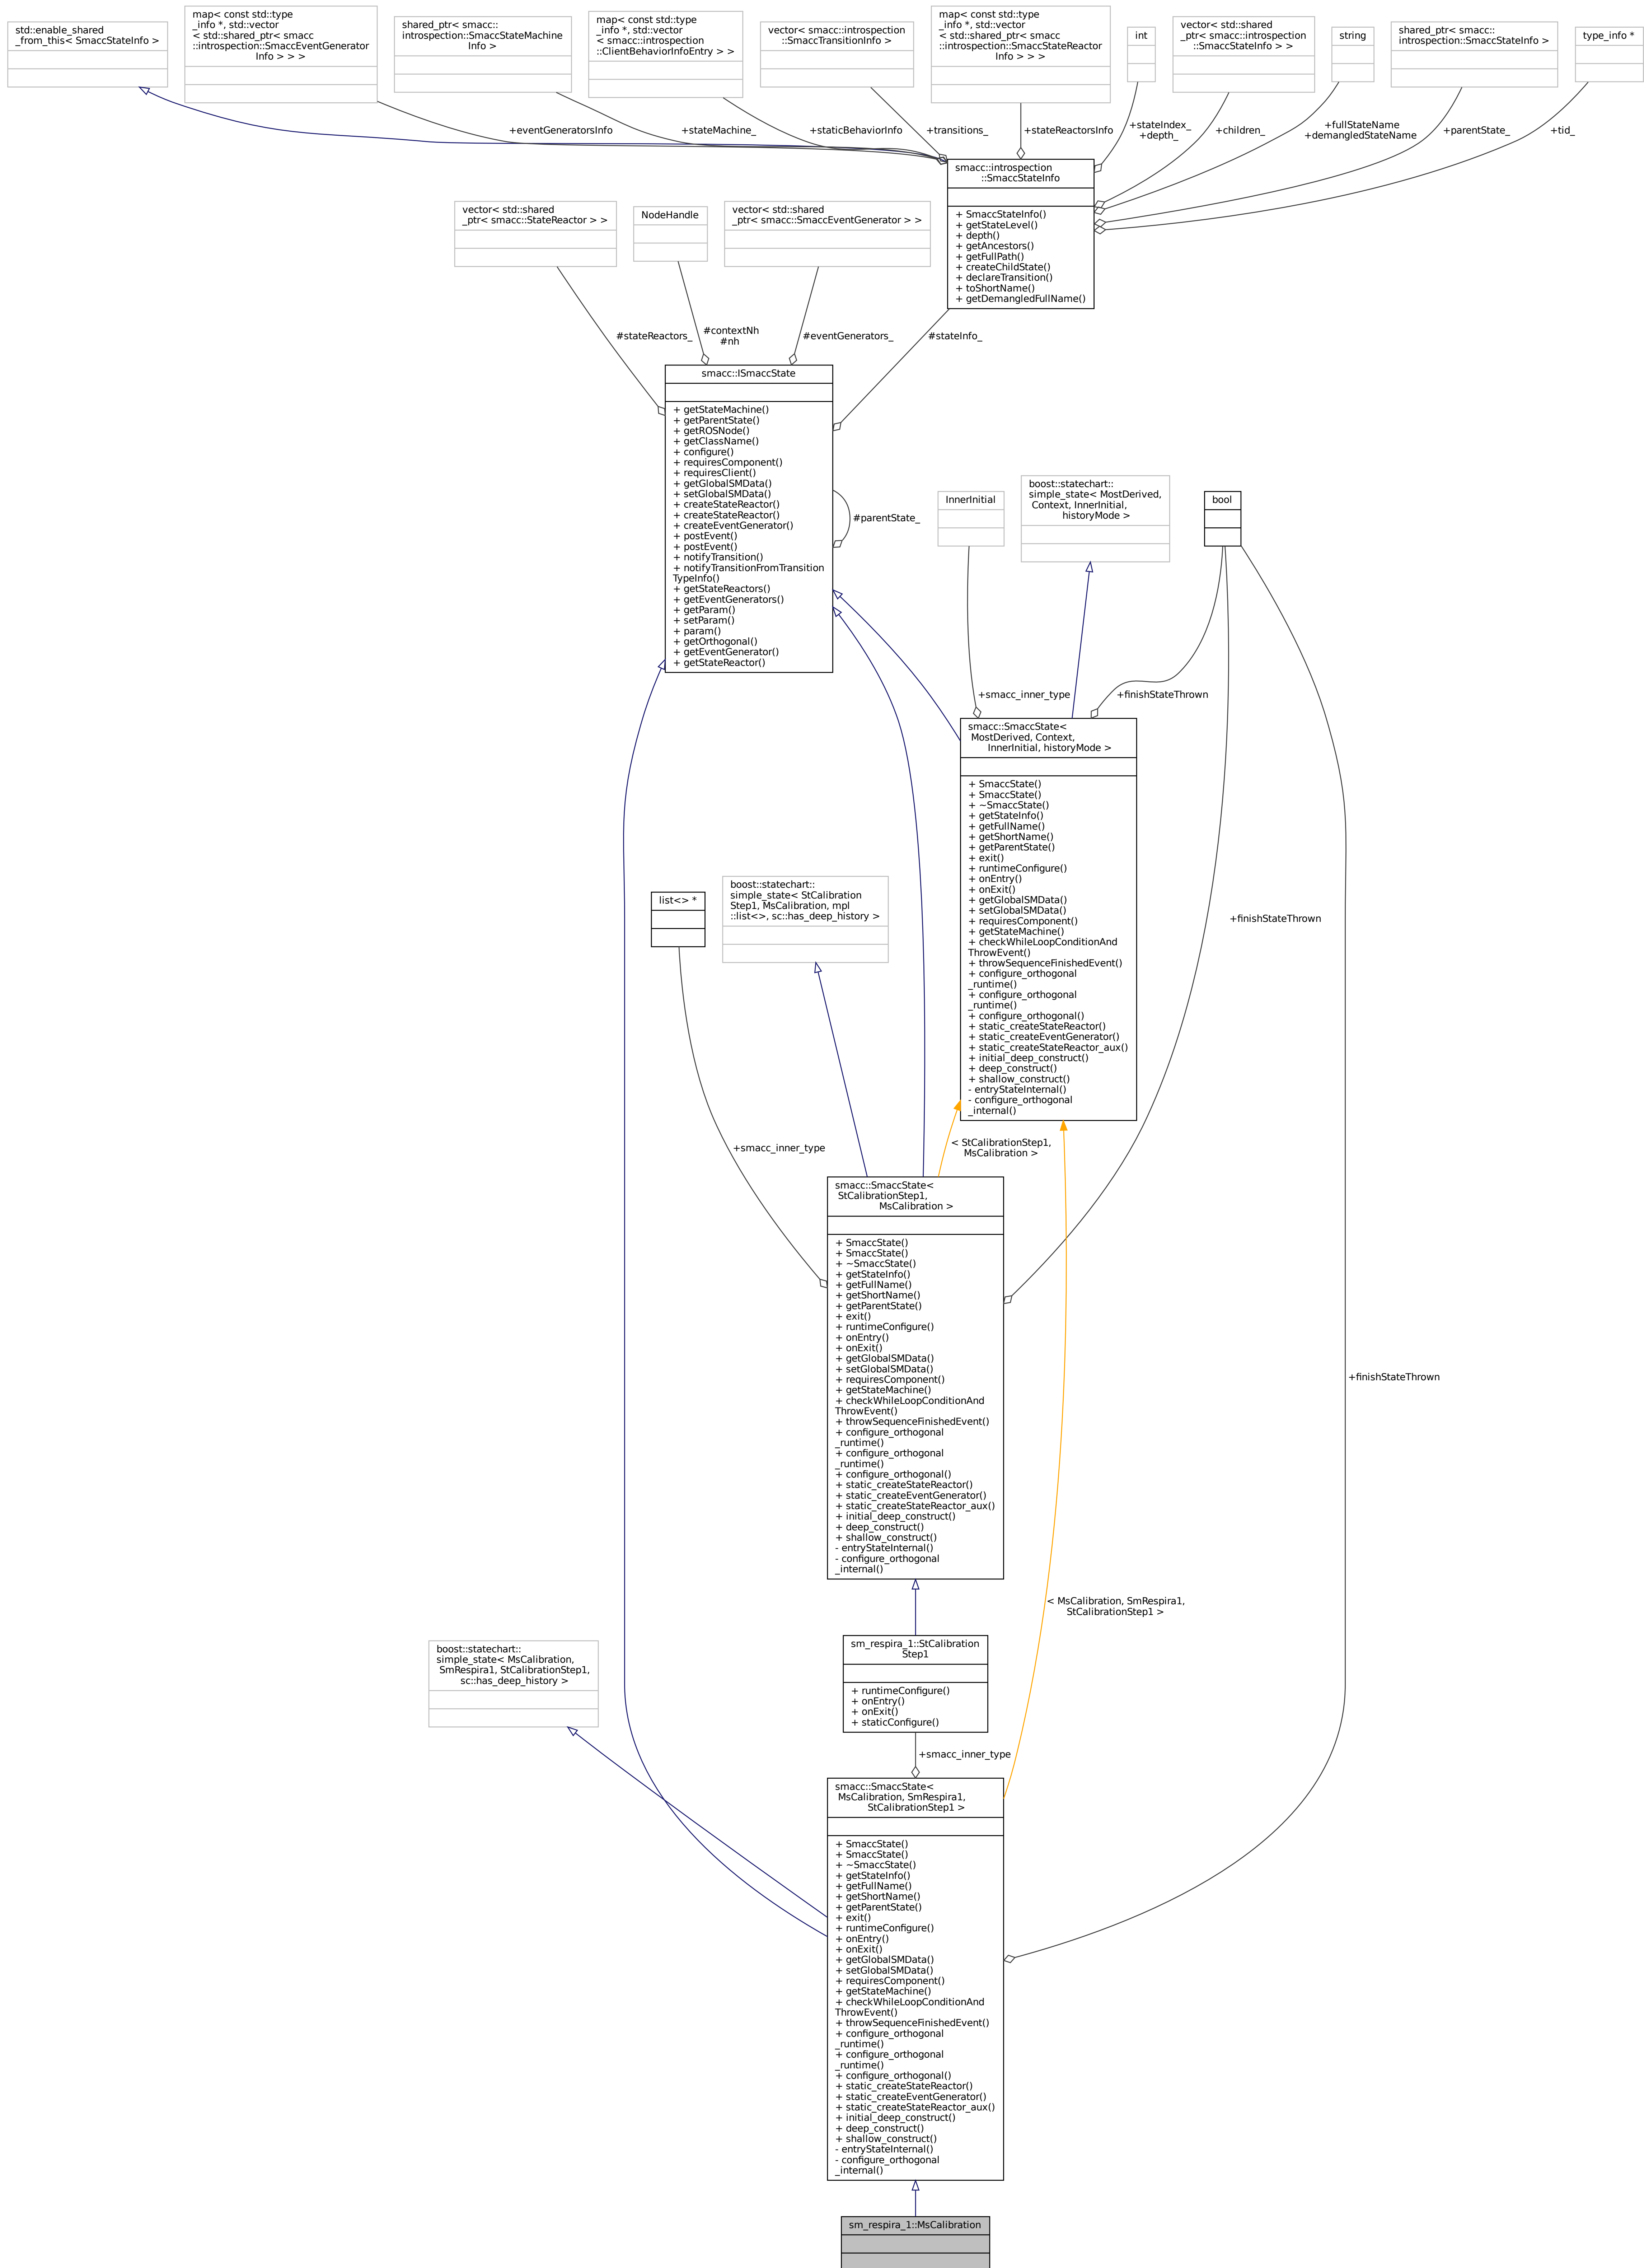 std::enable_shared
_from_this< SmaccStateInfo >
map< const std::type
_info *, std::vector
< std::shared_ptr< smacc
::introspection::SmaccEventGenerator
Info > > >
shared_ptr< smacc::
introspection::SmaccStateMachine
Info >
map< const std::type
_info *, std::vector
< smacc::introspection
::ClientBehaviorInfoEntry > >
vector< smacc::introspection
::SmaccTransitionInfo >
map< const std::type
_info *, std::vector
< std::shared_ptr< smacc
::introspection::SmaccStateReactor
Info > > >
int
vector< std::shared
_ptr< smacc::introspection
::SmaccStateInfo > >
string
shared_ptr< smacc::
introspection::SmaccStateInfo >
type_info *
+eventGeneratorsInfo
+stateMachine_
+staticBehaviorInfo
+transitions_
+stateReactorsInfo
+stateIndex_
+depth_
+children_
+fullStateName
+demangledStateName
+parentState_
+tid_
smacc::introspection
::SmaccStateInfo
+ SmaccStateInfo()
+ getStateLevel()
+ depth()
+ getAncestors()
+ getFullPath()
+ createChildState()
+ declareTransition()
+ toShortName()
+ getDemangledFullName()
vector< std::shared
_ptr< smacc::StateReactor > >
NodeHandle
vector< std::shared
_ptr< smacc::SmaccEventGenerator > >
#stateReactors_
#contextNh
#nh
#eventGenerators_
#stateInfo_
smacc::ISmaccState
+ getStateMachine()
+ getParentState()
+ getROSNode()
+ getClassName()
+ configure()
+ requiresComponent()
+ requiresClient()
+ getGlobalSMData()
+ setGlobalSMData()
+ createStateReactor()
+ createStateReactor()
+ createEventGenerator()
+ postEvent()
+ postEvent()
+ notifyTransition()
+ notifyTransitionFromTransition
TypeInfo()
+ getStateReactors()
+ getEventGenerators()
+ getParam()
+ setParam()
+ param()
+ getOrthogonal()
+ getEventGenerator()
+ getStateReactor()
#parentState_
InnerInitial
boost::statechart::
simple_state< MostDerived,
Context, InnerInitial,
historyMode >
bool
+smacc_inner_type
+finishStateThrown
smacc::SmaccState<
MostDerived, Context,
InnerInitial, historyMode >
+ SmaccState()
+ SmaccState()
+ ~SmaccState()
+ getStateInfo()
+ getFullName()
+ getShortName()
+ getParentState()
+ exit()
+ runtimeConfigure()
+ onEntry()
+ onExit()
+ getGlobalSMData()
+ setGlobalSMData()
+ requiresComponent()
+ getStateMachine()
+ checkWhileLoopConditionAnd
ThrowEvent()
+ throwSequenceFinishedEvent()
+ configure_orthogonal
_runtime()
+ configure_orthogonal
_runtime()
+ configure_orthogonal()
+ static_createStateReactor()
+ static_createEventGenerator()
+ static_createStateReactor_aux()
+ initial_deep_construct()
+ deep_construct()
+ shallow_construct()
- entryStateInternal()
- configure_orthogonal
_internal()
+finishStateThrown
list<> *
boost::statechart::
simple_state< StCalibration
Step1, MsCalibration, mpl
::list<>, sc::has_deep_history >
+smacc_inner_type
< StCalibrationStep1,
MsCalibration >
smacc::SmaccState<
StCalibrationStep1,
MsCalibration >
+ SmaccState()
+ SmaccState()
+ ~SmaccState()
+ getStateInfo()
+ getFullName()
+ getShortName()
+ getParentState()
+ exit()
+ runtimeConfigure()
+ onEntry()
+ onExit()
+ getGlobalSMData()
+ setGlobalSMData()
+ requiresComponent()
+ getStateMachine()
+ checkWhileLoopConditionAnd
ThrowEvent()
+ throwSequenceFinishedEvent()
+ configure_orthogonal
_runtime()
+ configure_orthogonal
_runtime()
+ configure_orthogonal()
+ static_createStateReactor()
+ static_createEventGenerator()
+ static_createStateReactor_aux()
+ initial_deep_construct()
+ deep_construct()
+ shallow_construct()
- entryStateInternal()
- configure_orthogonal
_internal()
+finishStateThrown
< MsCalibration, SmRespira1,
StCalibrationStep1 >
boost::statechart::
simple_state< MsCalibration,
SmRespira1, StCalibrationStep1,
sc::has_deep_history >
sm_respira_1::StCalibration
Step1
+ runtimeConfigure()
+ onEntry()
+ onExit()
+ staticConfigure()
+smacc_inner_type
smacc::SmaccState<
MsCalibration, SmRespira1,
StCalibrationStep1 >
+ SmaccState()
+ SmaccState()
+ ~SmaccState()
+ getStateInfo()
+ getFullName()
+ getShortName()
+ getParentState()
+ exit()
+ runtimeConfigure()
+ onEntry()
+ onExit()
+ getGlobalSMData()
+ setGlobalSMData()
+ requiresComponent()
+ getStateMachine()
+ checkWhileLoopConditionAnd
ThrowEvent()
+ throwSequenceFinishedEvent()
+ configure_orthogonal
_runtime()
+ configure_orthogonal
_runtime()
+ configure_orthogonal()
+ static_createStateReactor()
+ static_createEventGenerator()
+ static_createStateReactor_aux()
+ initial_deep_construct()
+ deep_construct()
+ shallow_construct()
- entryStateInternal()
- configure_orthogonal
_internal()
sm_respira_1::MsCalibration